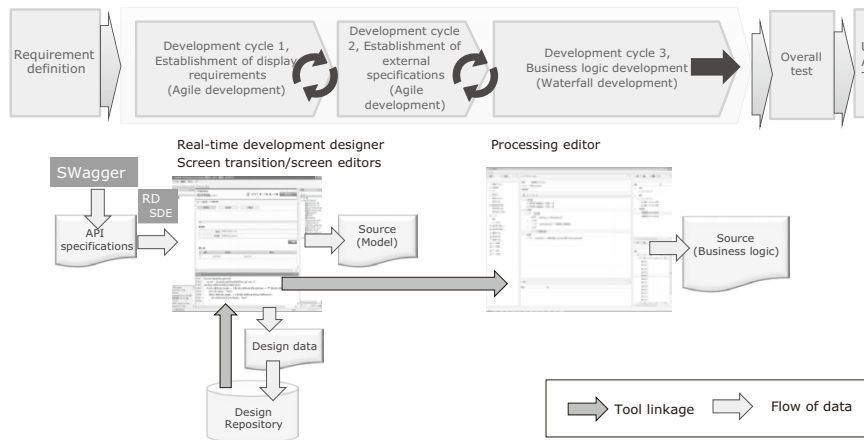 Requirement
definition
Development cycle 1,
Establishment of display
requirements
(Agile development)
Development cycle
2, Establishment of
external
specifications
(Agile
development)
Development cycle 3,
Business logic development
(Waterfall development)
Overall
test
U
A
T
Real-time development designer
Screen transition/screen editors
Processing editor
SWagger
RD
SDE
API
specifications
Source
(Model)
Source
(Business logic)
Design data
Design
Repository
Tool linkage
Flow of data